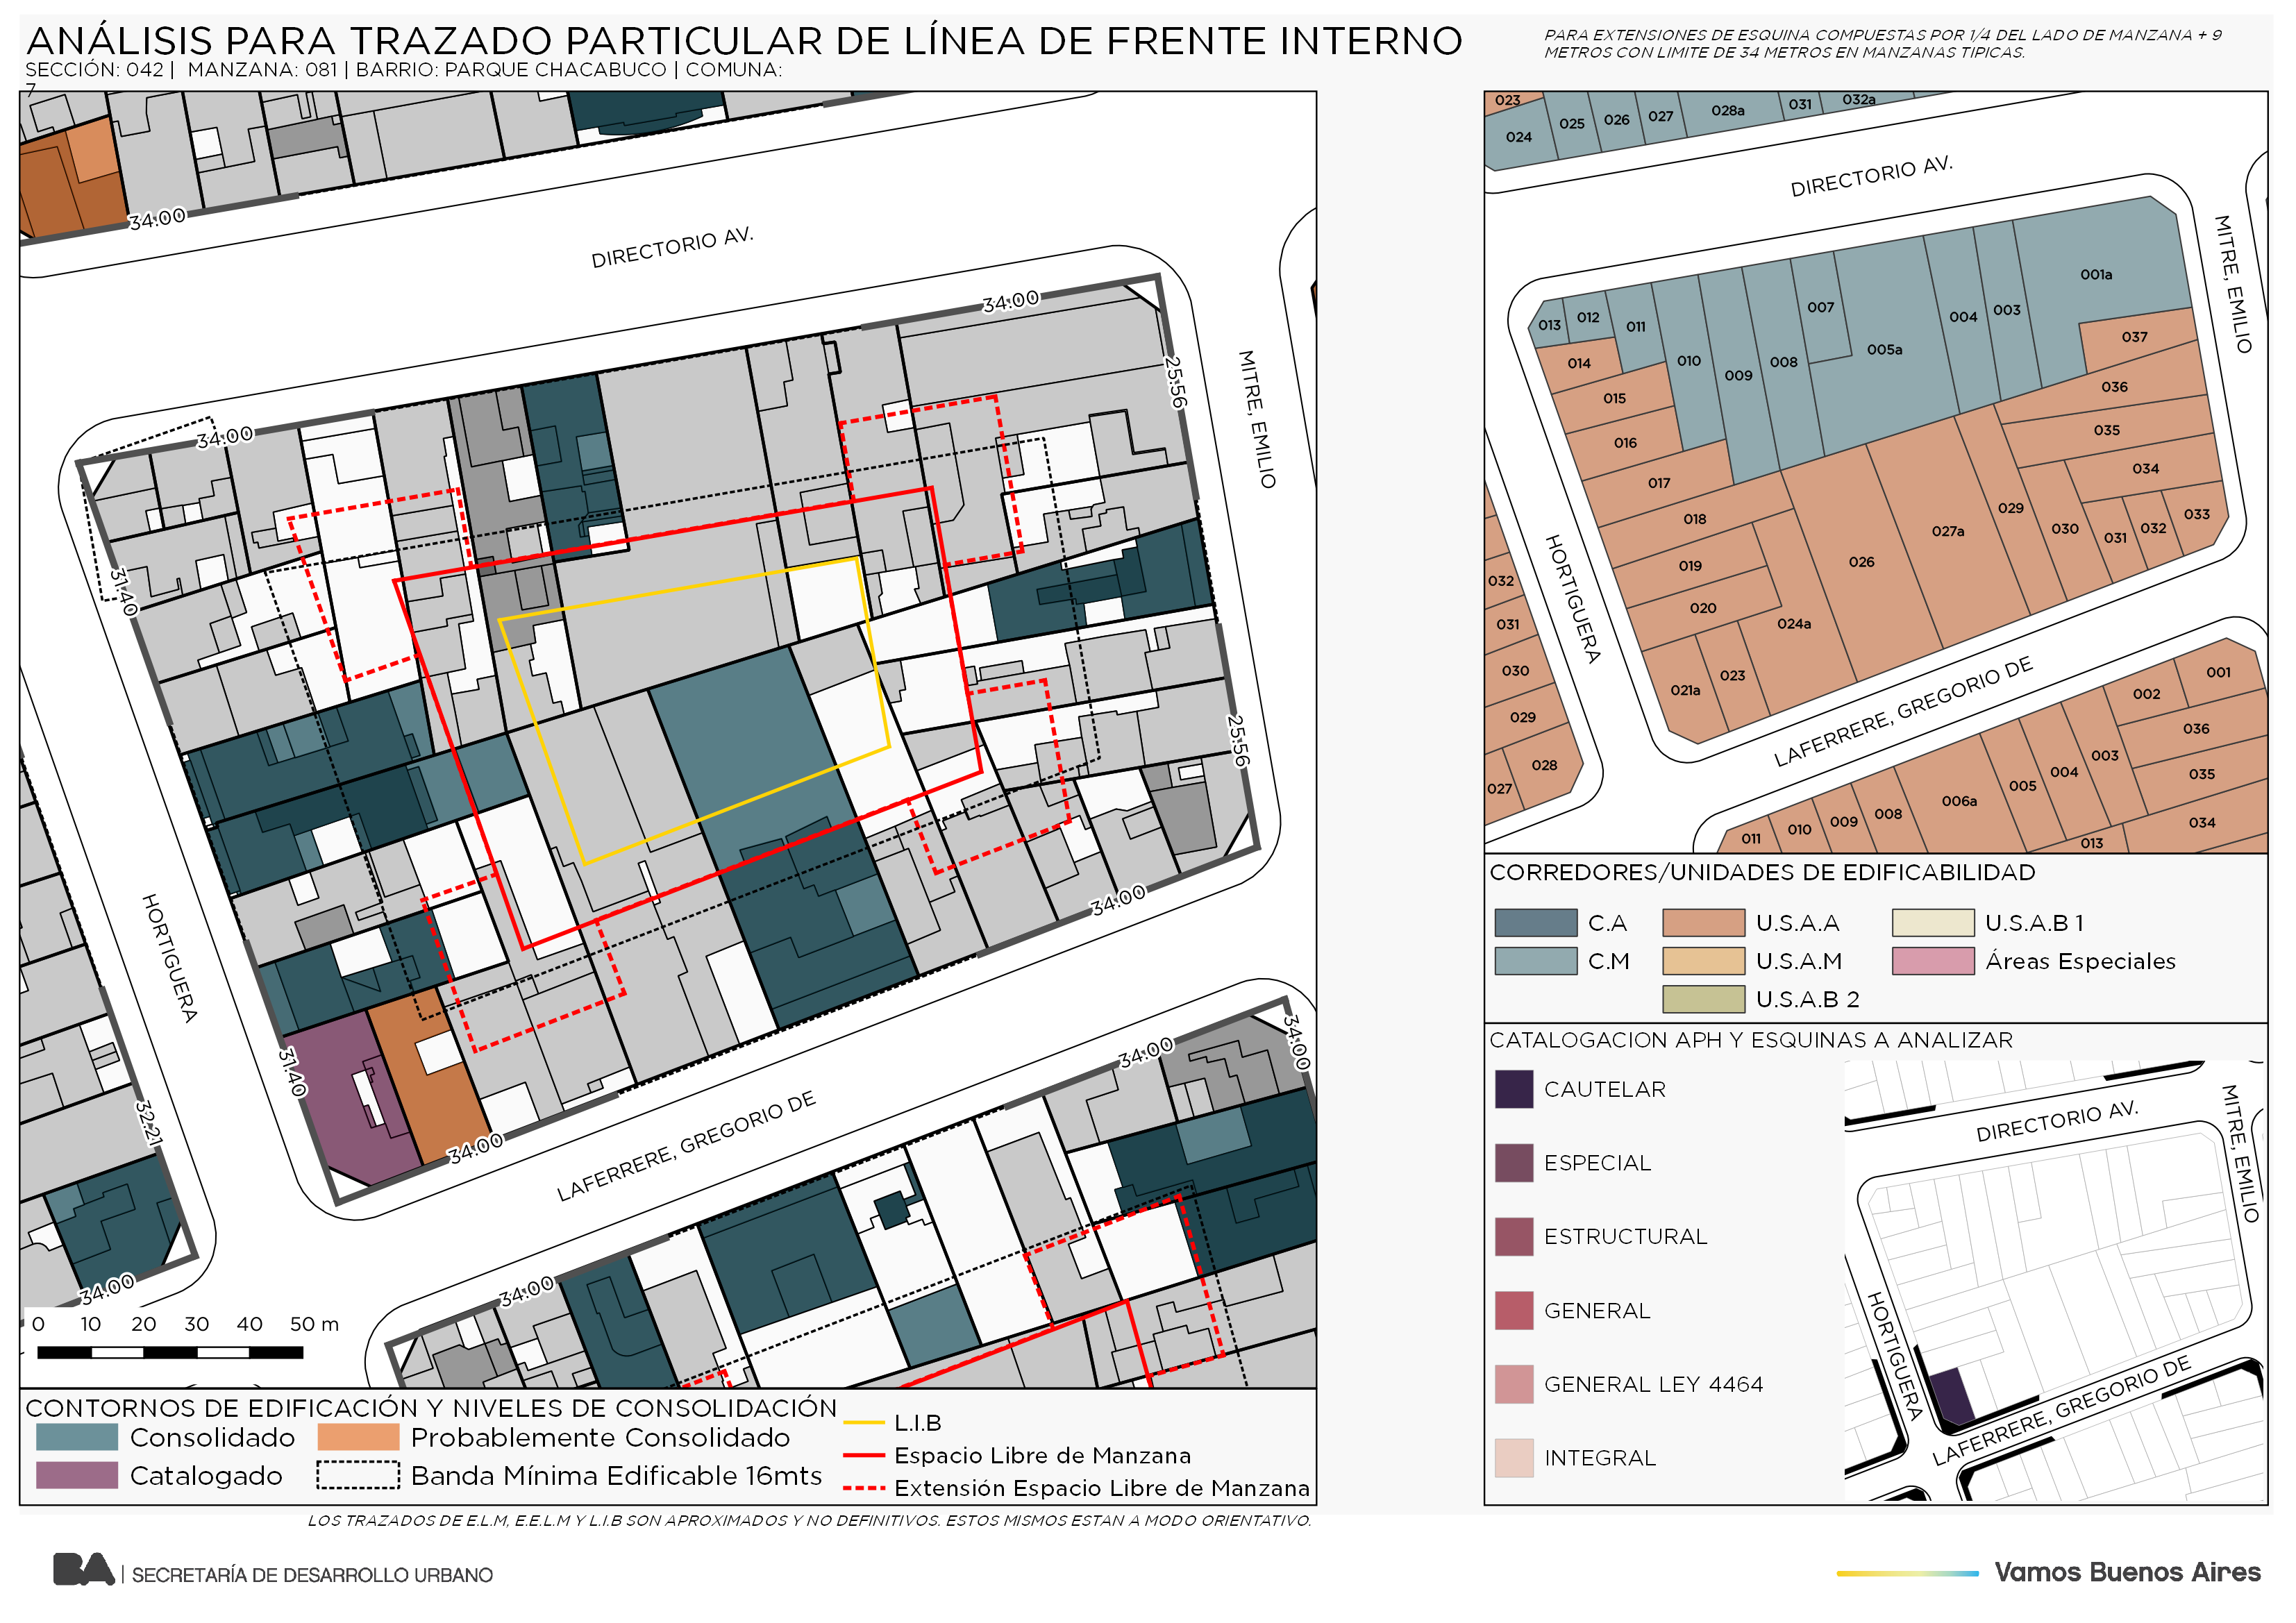 ANÁLISIS PARA TRAZADO PARTICULAR DE LÍNEA DE FRENTE INTERNO
SECCIÓN: 042 | MANZANA: 081 | BARRIO: PARQUE CHACABUCO | COMUNA:
7
PARA EXTENSIONES DE ESQUINA COMPUESTAS POR 1/4 DEL LADO DE MANZANA + 9
METROS CON LIMITE DE 34 METROS EN MANZANAS TIPICAS.
34.00
DIRECTORIO AV.
34.00
34.00
25.56
MITRE, EMILIO
31.40
25.56
HORTIGUERA
34.00
31.40
34.00
LAFERRERE, GREGORIO DE
34.00
34.00
32.21
34.00
34.00
0 10 20 30 40 50 m
CONTORNOS DE EDIFICACIÓN Y NIVELES DE CONSOLIDACIÓN
Consolidado
Probablemente Consolidado
Catalogado
Banda Mínima Edificable 16mts
L.I.B
Espacio Libre de Manzana
Extensión Espacio Libre de Manzana
LOS TRAZADOS DE E.L.M, E.E.L.M Y L.I.B SON APROXIMADOS Y NO DEFINITIVOS. ESTOS MISMOS ESTAN A MODO ORIENTATIVO.
023
024
025
026
027
028a
031
032a
DIRECTORIO AV.
MITRE, EMILIO
001a
013
012
011
007
004
003
010
009
008
005a
037
014
036
015
035
016
034
017
029
033
018
030
032
031
027a
019
026
020
024a
023
021a
HORTIGUERA
LAFERRERE, GREGORIO DE
032
031
030
029
028
027
001
002
036
003
035
004
005
006a
034
008
009
010
011
013
CORREDORES/UNIDADES DE EDIFICABILIDAD
C.A
U.S.A.A
U.S.A.B 1
C.M
U.S.A.M
Áreas Especiales
U.S.A.B 2
CATALOGACION APH Y ESQUINAS A ANALIZAR
CAUTELAR
ESPECIAL
ESTRUCTURAL
GENERAL
GENERAL LEY 4464
INTEGRAL
DIRECTORIO AV.
MITRE, EMILIO
HORTIGUERA
LAFERRERE, GREGORIO DE
BA | SECRETARÍA DE DESARROLLO URBANO
Vamos Buenos Aires